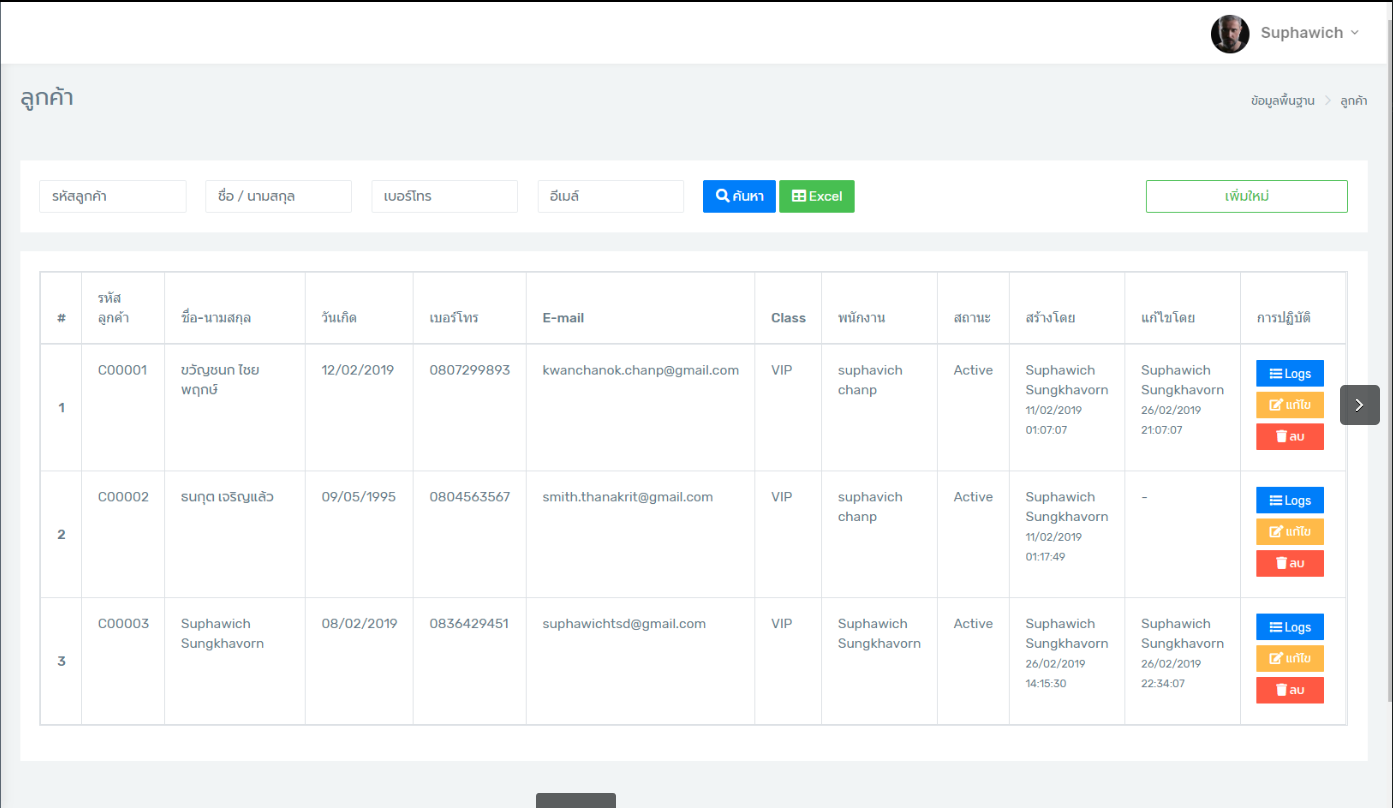 Suphawich
ลูกค้า
ข้อมูลพื้นฐาน > ลูกค้า
รหัสลูกค้า ชื่อ / นามสกุล เบอร์โทร อีเมล์ ค้นหา Excel เพิ่มใหม่
รหัส
# ลูกค้า ชื่อ-นามสกุล วันเกิด เบอร์โทร E-mail Class พนักงาน สถานะ สร้างโดย แก้ไขโดย การปฏิบัติ
C00001 ขวัญชนก ไชย 12/02/2019 0807299893 kwanchanok.chanp@gmail.com VIP suphavich Active Suphawich Suphawich Logs
พฤกษ์ chanp Sungkhavorn Sungkhavorn
1 11/02/2019 26/02/2019 แก้ไข
01:07:07 21:07:07 ลบ
C00002 ธนกุต เจริญแล้ว 09/05/1995 0804563567 smith.thanakrit@gmail.com VIP suphavich Active Suphawich - Logs
chanp Sungkhavorn
2 11/02/2019 แก้ไข
01:17:49 ลบ
C00003 Suphawich 08/02/2019 0836429451 suphawichtsd@gmail.com VIP Suphawich Active Suphawich Suphawich Logs
Sungkhavorn Sungkhavorn Sungkhavorn Sungkhavorn
3 26/02/2019 26/02/2019 แก้ไข
14:15:30 22:34:07 ลบ